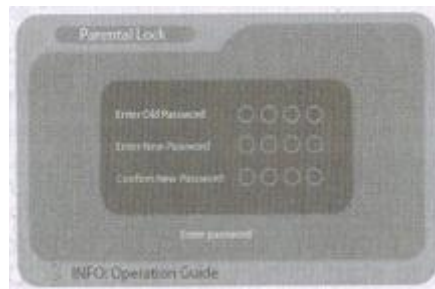 Parental Lock
Enter Old Password
Enter New Password
Confirm New Password
Enter password
INFO: Operation Guide